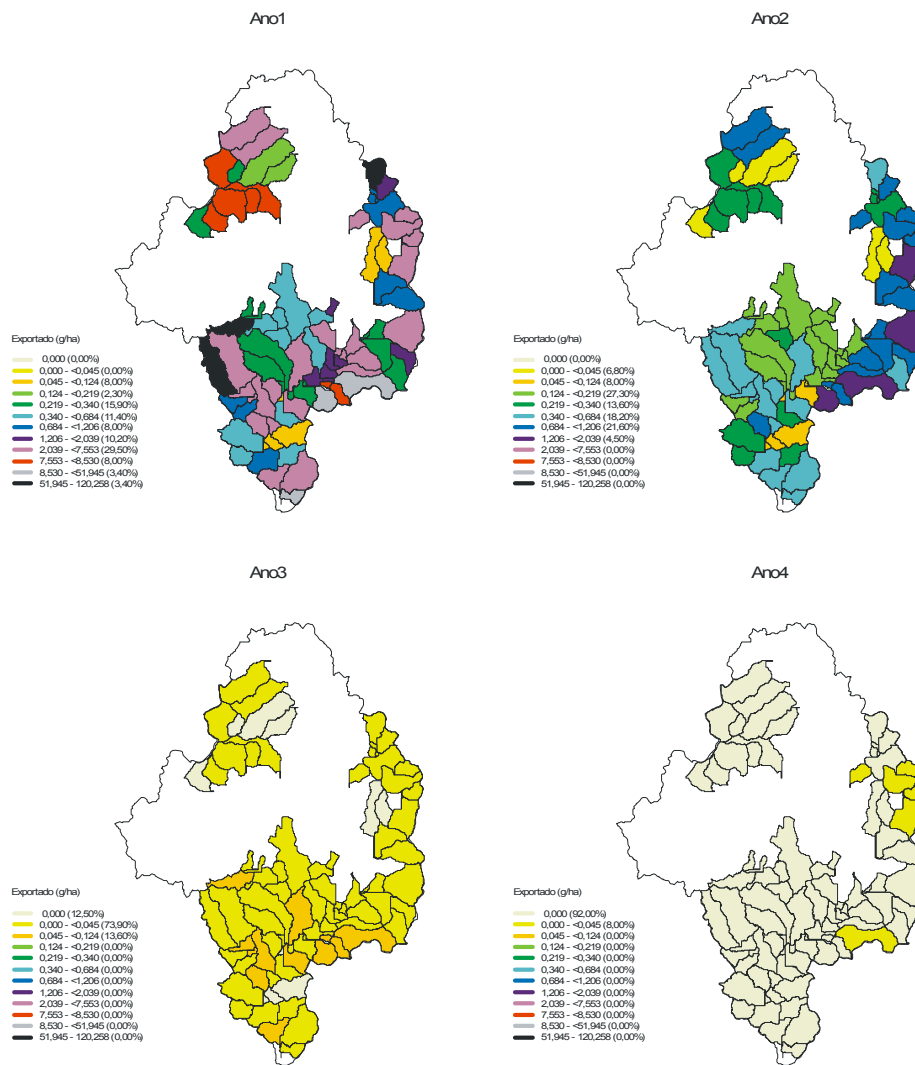 Ano1
Ano2
Exportado (g/ha)
0,000 (0,00%)
0,000 - <0,045 (0,00%)
0,045 - <0,124 (8,00%)
0,124 - <0,219 (2,30%)
0,219 - <0,340 (15,90%)
0,340 - <0,684 (11,40%)
0,684 - <1,206 (8,00%)
1,206 - <2,039 (10,20%)
2,039 - <7,553 (29,50%)
7,553 - <8,530 (8,00%)
8,530 - <51,945 (3,40%)
51,945 - 120,258 (3,40%)
Exportado (g/ha)
0,000 (0,00%)
0,000 - <0,045 (6,80%)
0,045 - <0,124 (8,00%)
0,124 - <0,219 (27,30%)
0,219 - <0,340 (13,60%)
0,340 - <0,684 (18,20%)
0,684 - <1,206 (21,60%)
1,206 - <2,039 (4,50%)
2,039 - <7,553 (0,00%)
7,553 - <8,530 (0,00%)
8,530 - <51,945 (0,00%)
51,945 - 120,258 (0,00%)
Ano3
Ano4
Exportado (g/ha)
0,000 (12,50%)
0,000 - <0,045 (73,90%)
0,045 - <0,124 (13,60%)
0,124 - <0,219 (0,00%)
0,219 - <0,340 (0,00%)
0,340 - <0,684 (0,00%)
0,684 - <1,206 (0,00%)
1,206 - <2,039 (0,00%)
2,039 - <7,553 (0,00%)
7,553 - <8,530 (0,00%)
8,530 - <51,945 (0,00%)
51,945 - 120,258 (0,00%)
Exportado (g/ha)
0,000 (92,00%)
0,000 - <0,045 (8,00%)
0,045 - <0,124 (0,00%)
0,124 - <0,219 (0,00%)
0,219 - <0,340 (0,00%)
0,340 - <0,684 (0,00%)
0,684 - <1,206 (0,00%)
1,206 - <2,039 (0,00%)
2,039 - <7,553 (0,00%)
7,553 - <8,530 (0,00%)
8,530 - <51,945 (0,00%)
51,945 - 120,258 (0,00%)